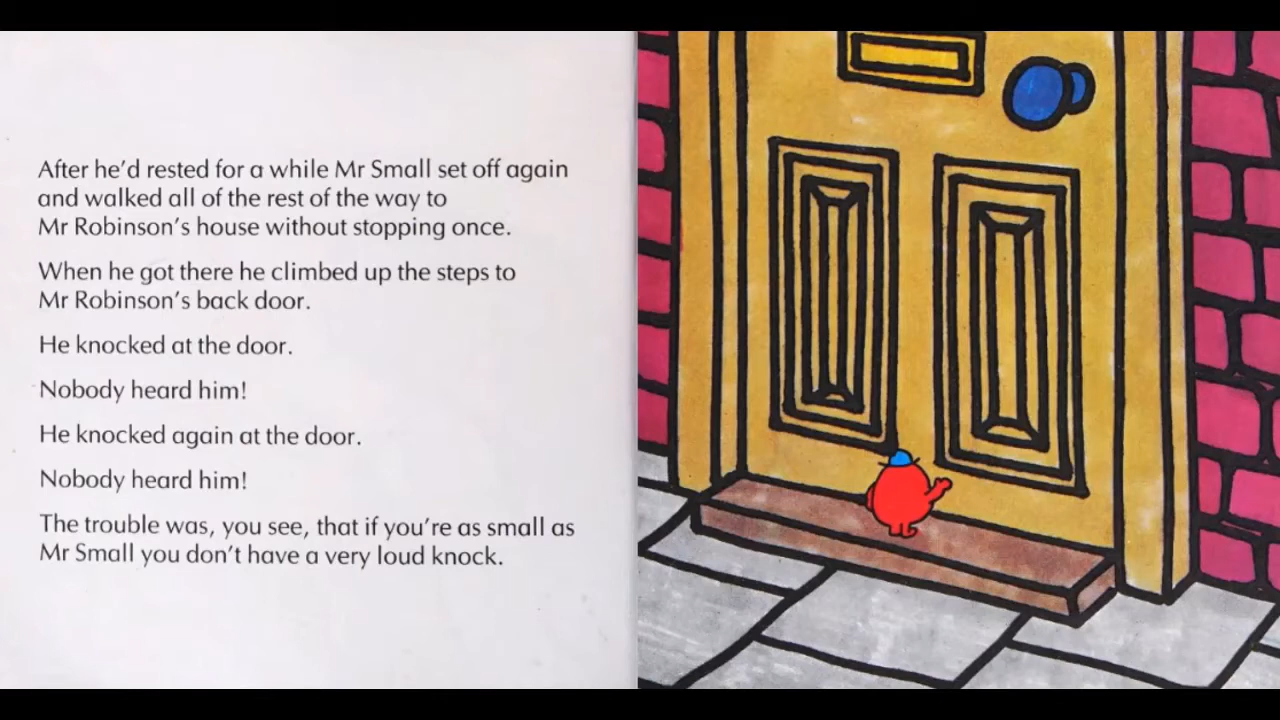 After he’d rested for a while Mr Small set off again
and walked all of the rest of the way to
Mr Robinson’s house without stopping once.
When he got there he climbed up the steps to
Mr Robinson’s back door.
He knocked at the door.
Nobody heard him!
He knocked again at the door.
Nobody heard him!
The trouble was, you see, that if you’re as small as
Mr Small you don’t have a very loud knock.